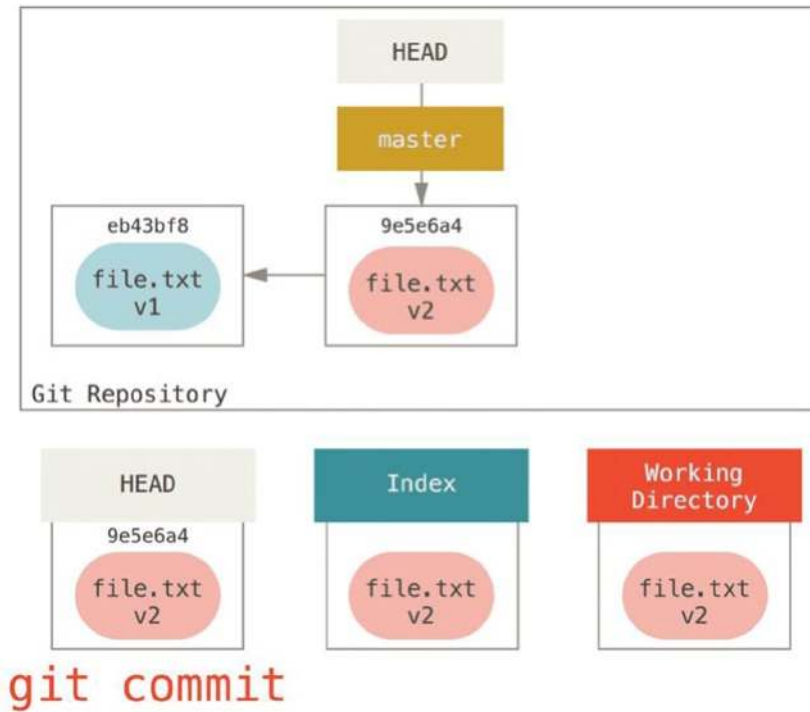 HEAD
master
eb43bf8
file.txt
v1
9e5e6a4
file.txt
v2
Git Repository
HEAD
9e5e6a4
file.txt
v2
Index
file.txt
v2
Working
Directory
file.txt
v2
git commit